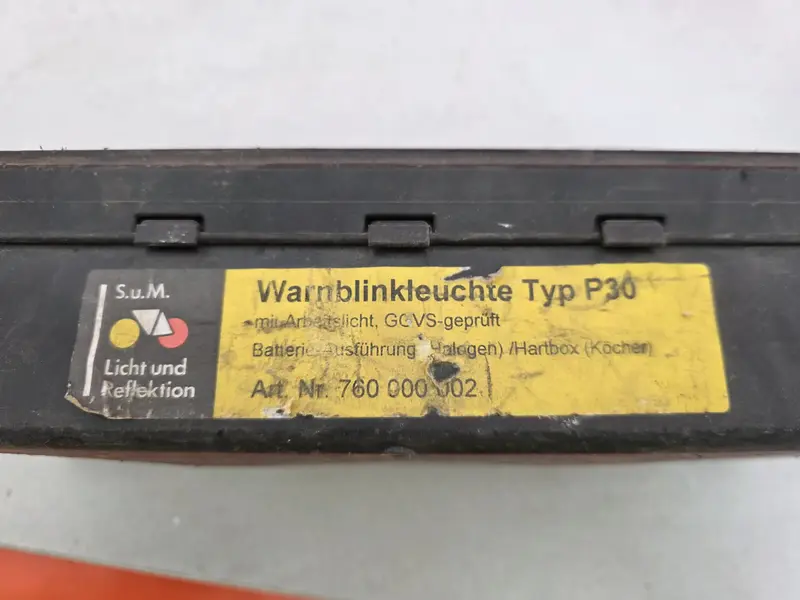 S.u.M.
Licht und
Reflektion
Warnblinkleuchte Typ P30
mit Arbeitslicht, GGVS-geprüft
Batterie-Ausführung (Halogen) /Hartbox (Köcher)
Art. Nr. 760 000 002